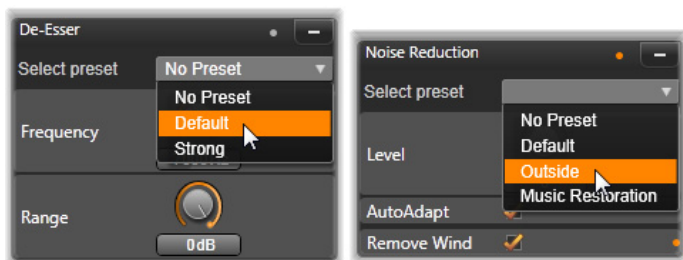 De-Esser
Select preset No Preset
No Preset
Default
Frequency
Strong
Range
0dB
Noise Reduction
Select preset
No Preset
Default
Level
Outside
Music Restoration
AutoAdapt
Remove Wind